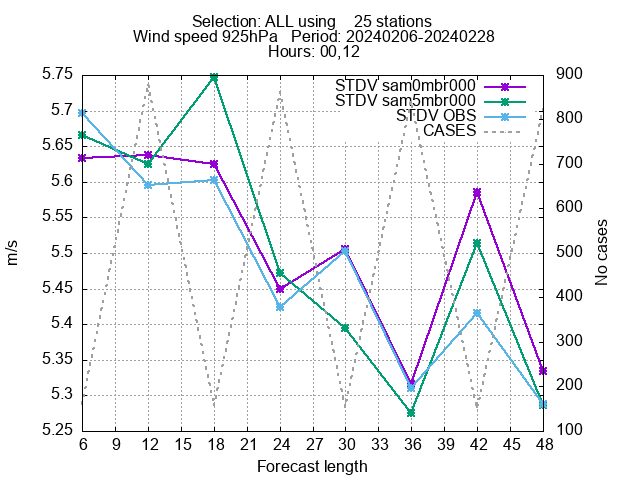 Selection: ALL using    25 stations
Wind speed 925hPa   Period: 20240206-20240228
Hours: 00,12
STDV sam0mbr000
STDV sam5mbr000
STDV OBS
CASES
5.75
5.7
5.65
5.6
5.55
5.5
5.45
5.4
5.35
5.3
5.25
m/s
900
800
700
600
500
400
300
200
100
No cases
6 9 12 15 18 21 24 27 30 33 36 39 42 45 48
Forecast length